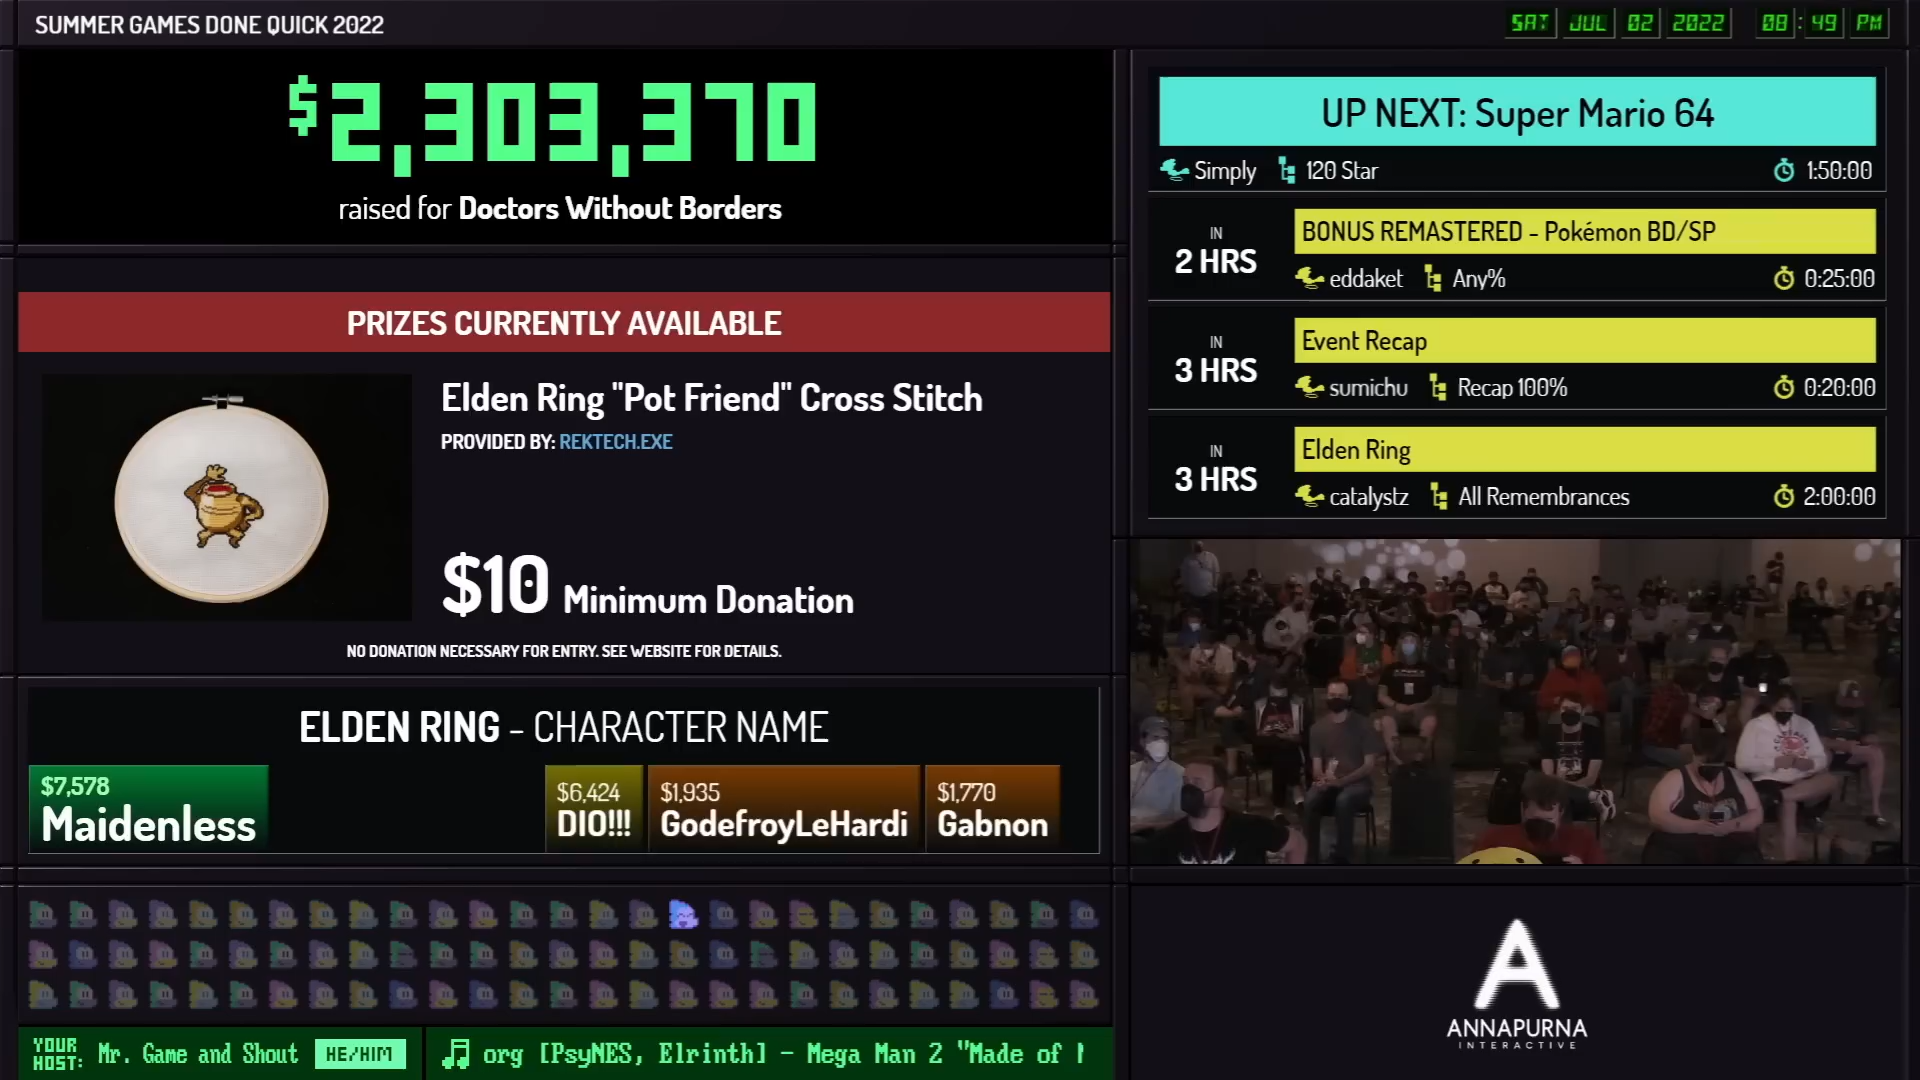 SUMMER GAMES DONE QUICK 2022
SAT JUL 02 2022 08:49 PM
$2,303,370
raised for Doctors Without Borders
PRIZES CURRENTLY AVAILABLE
Elden Ring "Pot Friend" Cross Stitch
PROVIDED BY: REKTECH.EXE
$10 Minimum Donation
NO DONATION NECESSARY FOR ENTRY. SEE WEBSITE FOR DETAILS.
ELDEN RING - CHARACTER NAME
$7,578
Maidenless
$6,424
DIO!!!
$1,935
GodefroyLeHardi
$1,770
Gabnon
UP NEXT: Super Mario 64
Simply 120 Star 1:50:00
IN
2 HRS
BONUS REMASTERED - Pokémon BD/SP
eddaket Any% 0:25:00
IN
3 HRS
Event Recap
sumichu Recap 100% 0:20:00
IN
3 HRS
Elden Ring
catalystz All Remembrances 2:00:00
YOUR HOST: Mr. Game and Shout HE/HIM
org [PsyNES, Elrinth] - Mega Man 2 "Made of
A
ANNAPURNA
INTERACTIVE